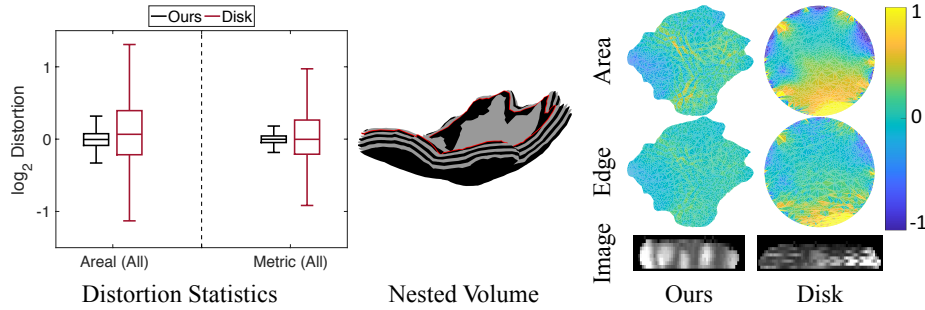 Ours Disk
1
0
-1
log2 Distortion
Areal (All) Metric (All)
Distortion Statistics
Nested Volume
Area
Edge
Image
Ours Disk
1
0
-1